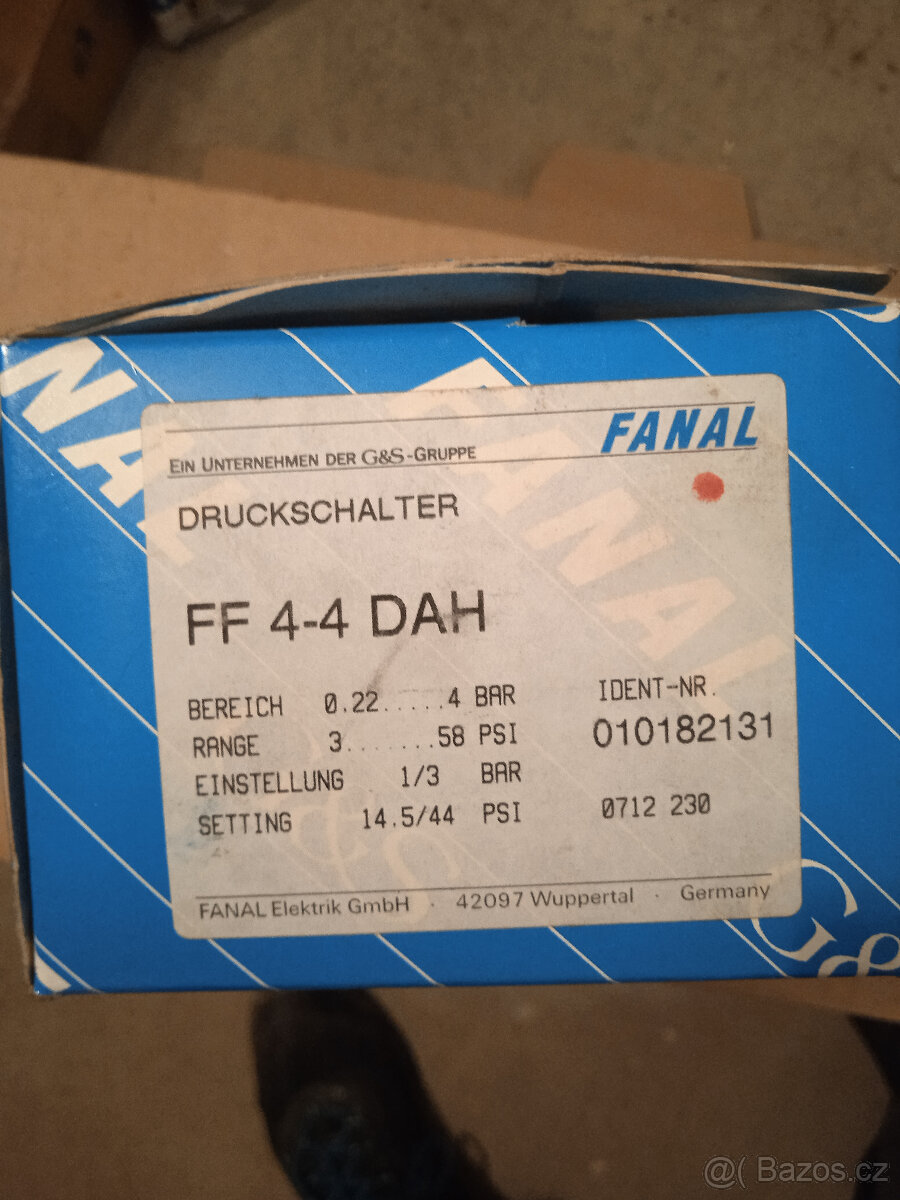 NAL
FANAL
FANAL
EIN UNTERNEHMEN DER G&S-GRUPPE
DRUCKSCHALTER
FF 4-4 DAH
BEREICH 0.22.....4 BAR
RANGE 3.......58 PSI
EINSTELLUNG 1/3 BAR
SETTING 14.5/44 PSI
IDENT-NR.
010182131
0712 230
FANAL Elektrik GmbH · 42097 Wuppertal · Germany
G&
@( Bazos.cz